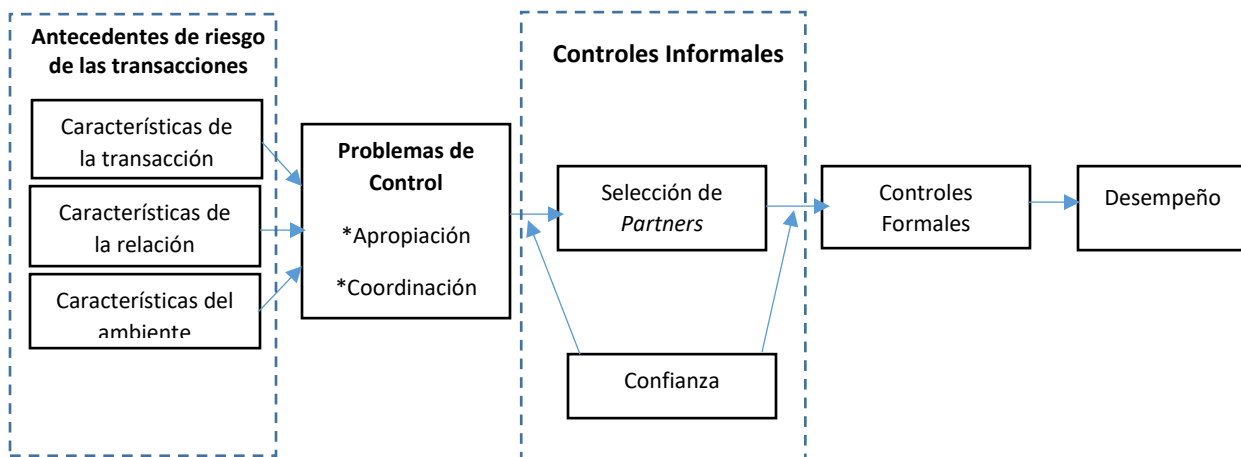 Antecedentes de riesgo
de las transacciones
Características de
la transacción
Características de
la relación
Características del
ambiente
Problemas de
Control
*Apropiación
*Coordinación
Controles Informales
Selección de
Partners
Confianza
Controles
Formales
Desempeño